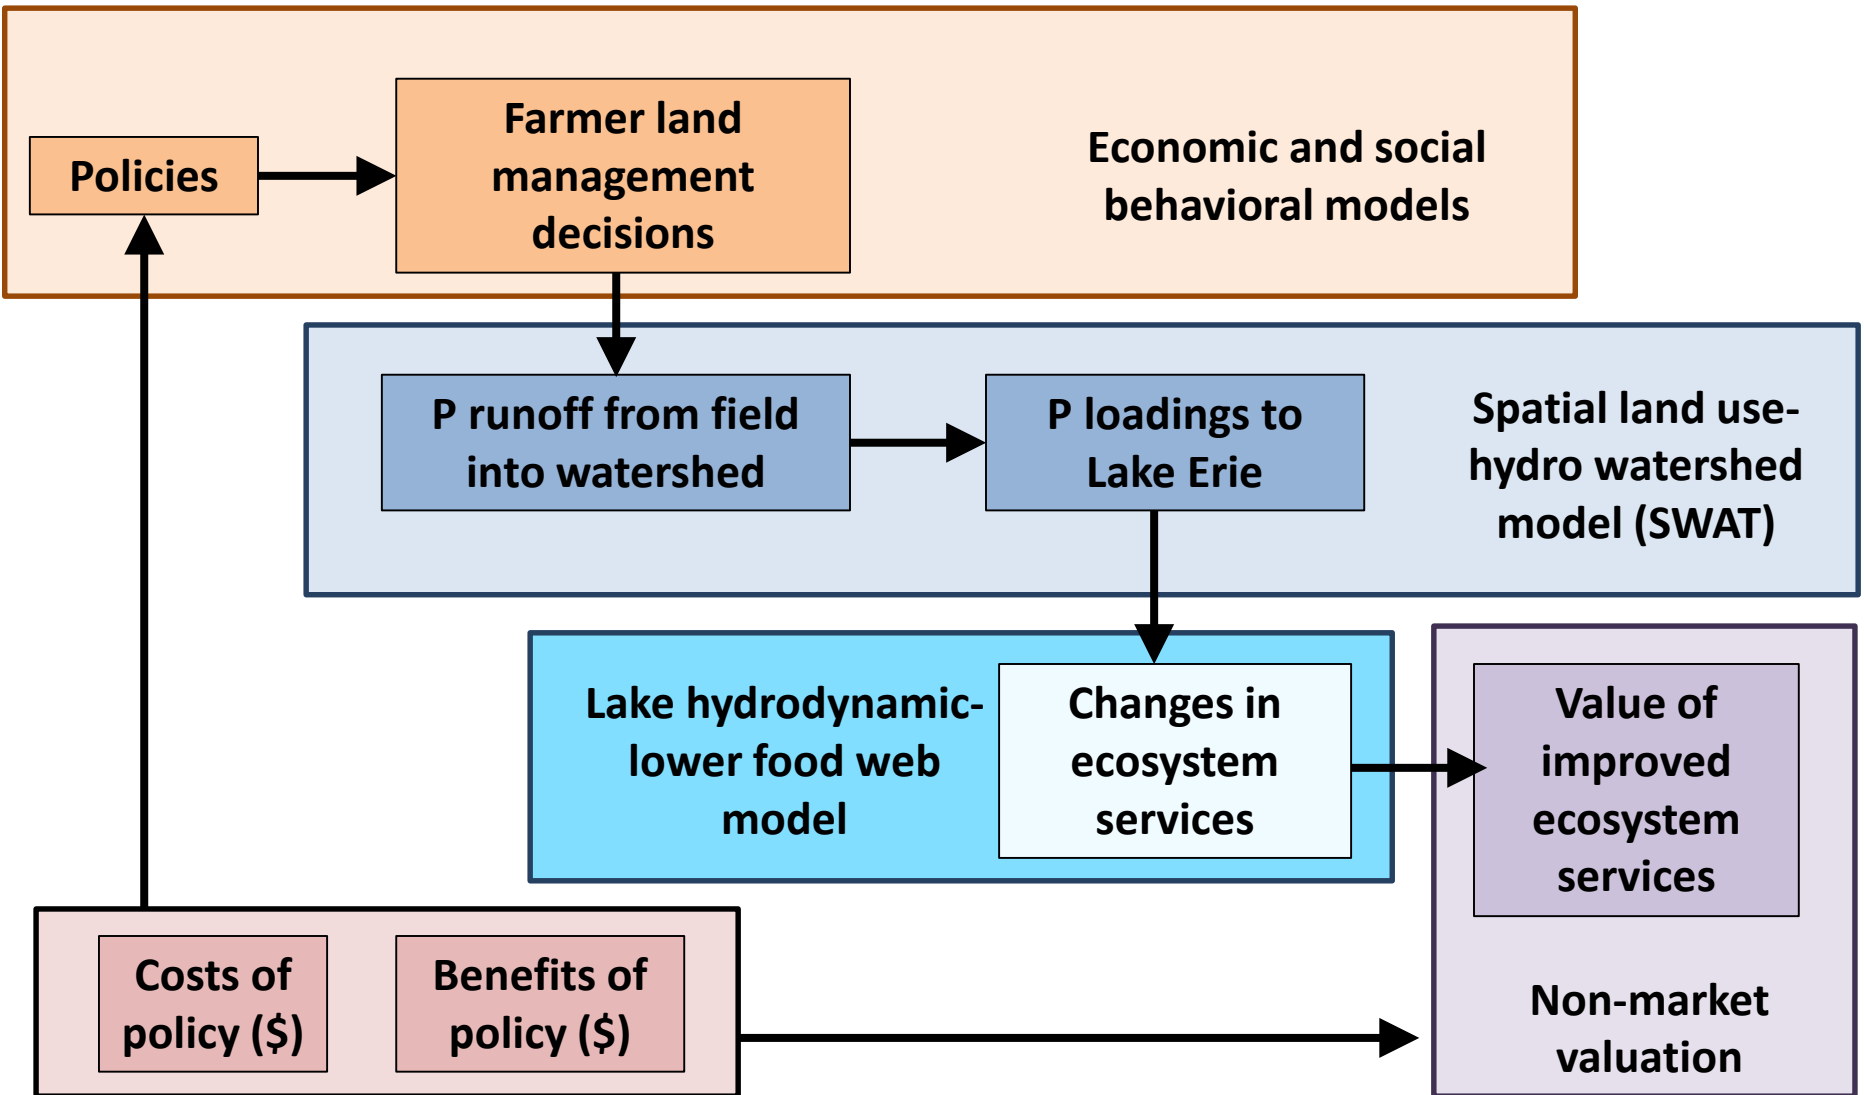 Policies
Farmer land
management
decisions
Economic and social
behavioral models
P runoff from field
into watershed
P loadings to
Lake Erie
Spatial land use-
hydro watershed
model (SWAT)
Lake hydrodynamic-
lower food web
model
Changes in
ecosystem
services
Value of
improved
ecosystem
services
Costs of
policy ($)
Benefits of
policy ($)
Non-market
valuation